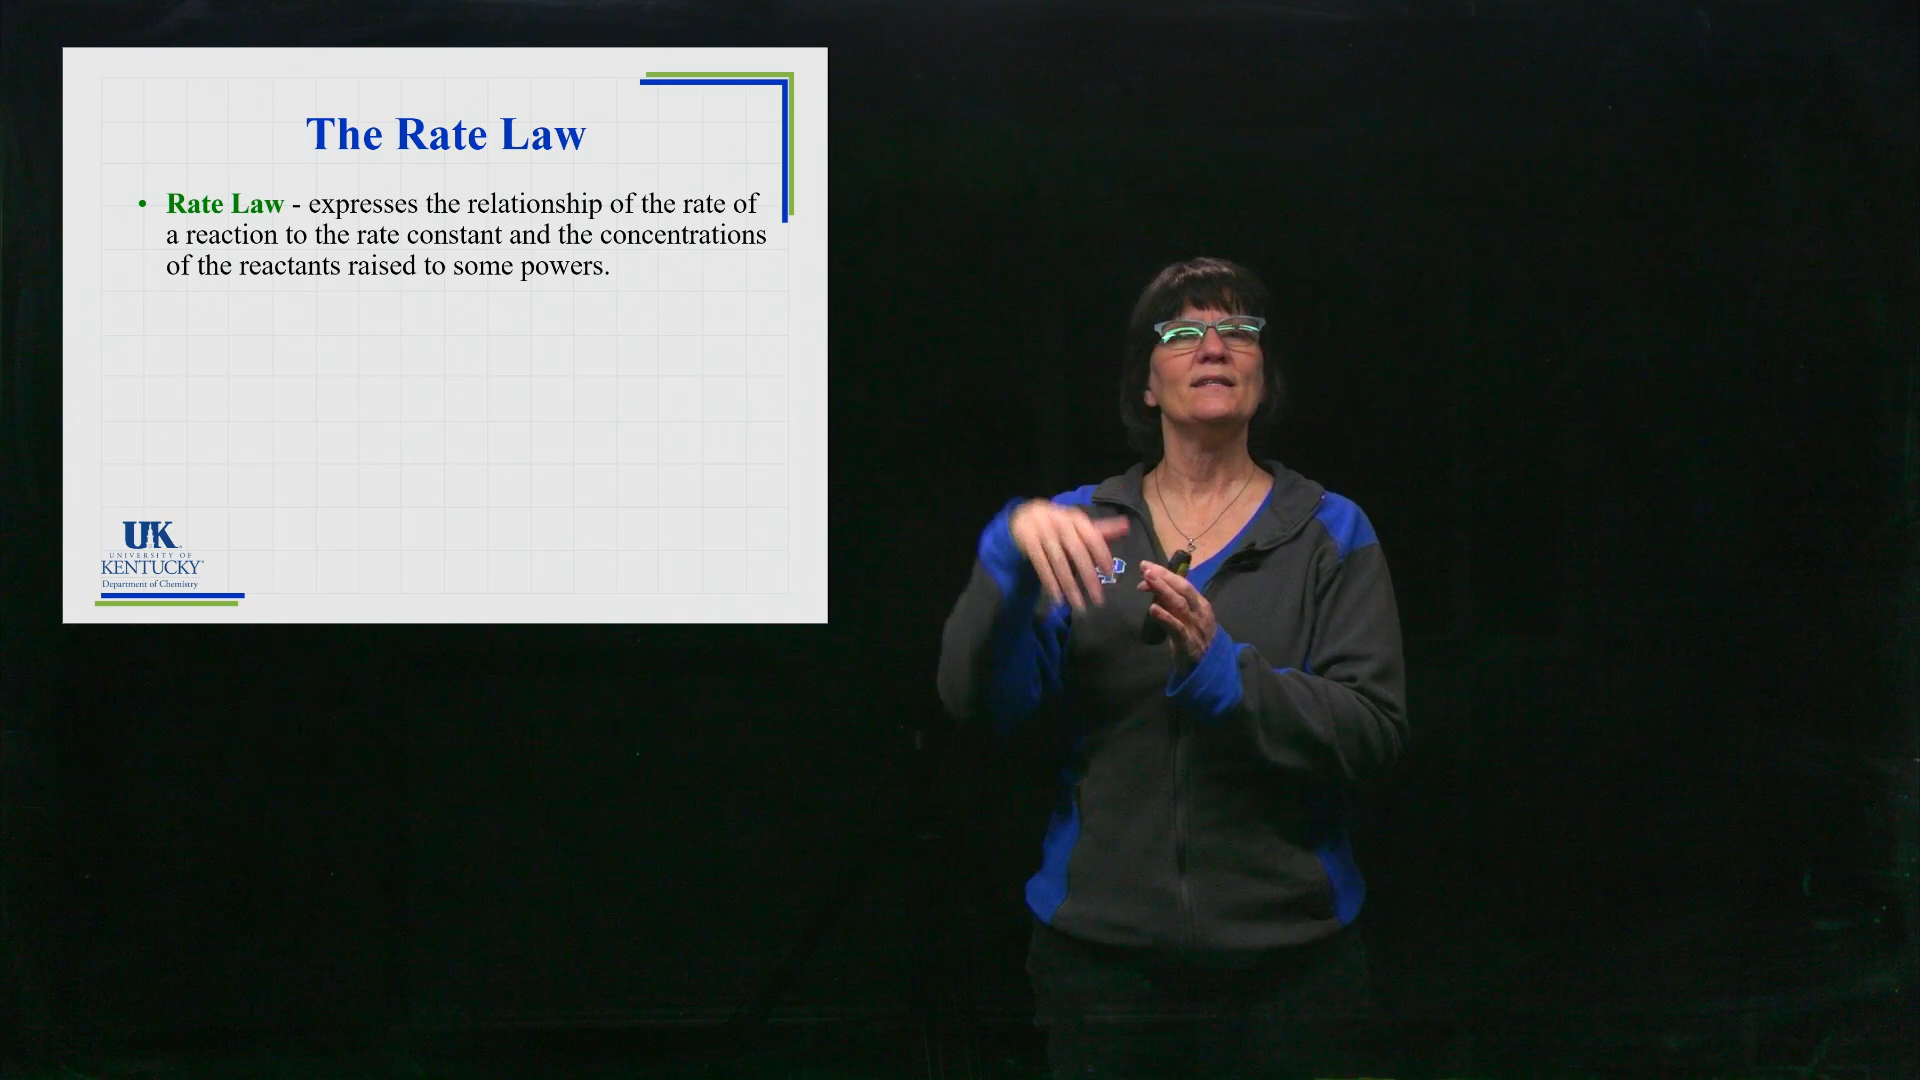 The Rate Law
• Rate Law - expresses the relationship of the rate of
a reaction to the rate constant and the concentrations
of the reactants raised to some powers.
UK
UNIVERSITY OF
KENTUCKY
Department of Chemistry